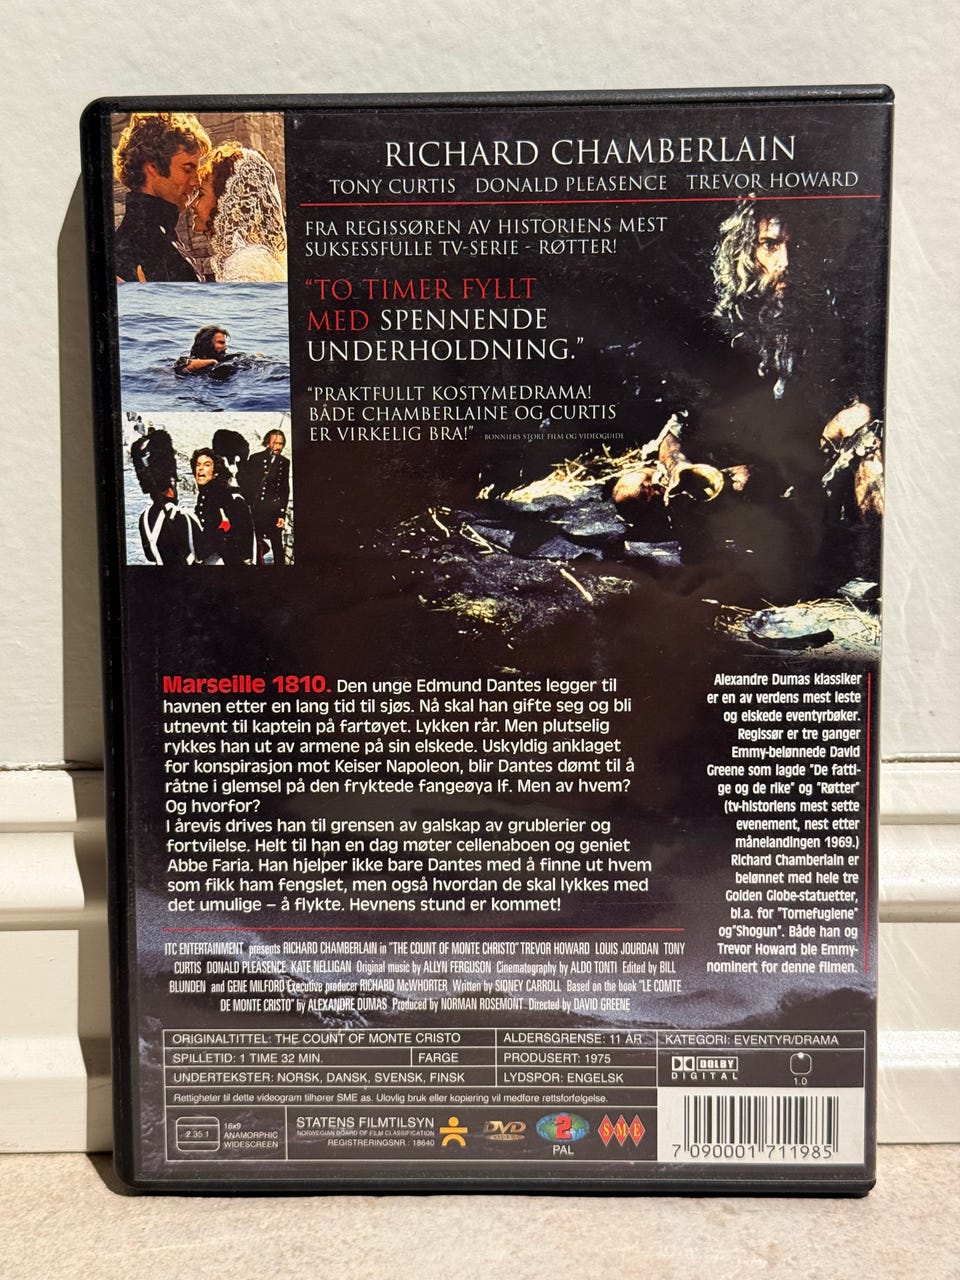 RICHARD CHAMBERLAIN
TONY CURTIS DONALD PLEASENCE TREVOR HOWARD
FRA REGISSØREN AV HISTORIENS MEST
SUKSESSFULLE TV-SERIE - RØTTER!
"TO TIMER FYLLT
MED SPENNENDE
UNDERHOLDNING."
"PRAKTFULLT KOSTYMEDRAMA!
BÅDE CHAMBERLAINE OG CURTIS
ER VIRKELIG BRA!" - BONNIERS STORE FILM OG VIDEOGUIDE
Marseille 1810. Den unge Edmund Dantes legger til
havnen etter en lang tid til sjøs. Nå skal han gifte seg og bli
utnevnt til kaptein på fartøyet. Lykken rår. Men plutselig
rykkes han ut av armene på sin elskede. Uskyldig anklaget
for konspirasjon mot Keiser Napoleon, blir Dantes dømt til å
råtne i glemsel på den fryktede fangeøya If. Men av hvem?
Og hvorfor?
I årevis drives han til grensen av galskap av grublerier og
fortvilelse. Helt til han en dag møter cellenaboen og geniet
Abbe Faria. Han hjelper ikke bare Dantes med å finne ut hvem
som fikk ham fengslet, men også hvordan de skal lykkes med
det umulige – å flykte. Hevnens stund er kommet!
Alexandre Dumas klassiker
er en av verdens mest leste
og elskede eventyrbøker.
Regissør er tre ganger
Emmy-belønnede David
Greene som lagde "De fatti-
ge og de rike" og "Røtter"
(tv-historiens mest sette
evenement, nest etter
månelandingen 1969.)
Richard Chamberlain er
belønnet med hele tre
Golden Globe-statuetter,
bl.a. for "Tornefuglene"
og"Shogun". Både han og
Trevor Howard ble Emmy-
nominert for denne filmen.
ITC ENTERTAINMENT presents RICHARD CHAMBERLAIN in "THE COUNT OF MONTE CHRISTO" TREVOR HOWARD LOUIS JOURDAN TONY
CURTIS DONALD PLEASENCE KATE NELLIGAN Original music by ALLYN FERGUSON Cinematography by ALDO TONTI Edited by BILL
BLUNDEN and GENE MILFORD Executive producer RICHARD McWHORTER Written by SIDNEY CARROLL Based on the book "LE COMTE
DE MONTE CRISTO" by ALEXANDRE DUMAS Produced by NORMAN ROSEMONT Directed by DAVID GREENE
ORIGINALTITTEL: THE COUNT OF MONTE CRISTO
ALDERSGRENSE: 11 ÅR
KATEGORI: EVENTYR/DRAMA
SPILLETID: 1 TIME 32 MIN.
FARGE
PRODUSERT: 1975
UNDERTEKSTER: NORSK, DANSK, SVENSK, FINSK
LYDSPOR: ENGELSK
DOLBY
DIGITAL
1.0
Rettigheter til dette videogram tilhører SME as. Ulovlig bruk eller kopiering vil medføre rettsforfølgelse.
2.35:1
16x9
ANAMORPHIC
WIDESCREEN
STATENS FILMTILSYN
NORWEGIAN BOARD OF FILM CLASSIFICATION
REGISTRERINGSNR.: 18640
DVD
VIDEO
2
PAL
SME
7 090001 711985